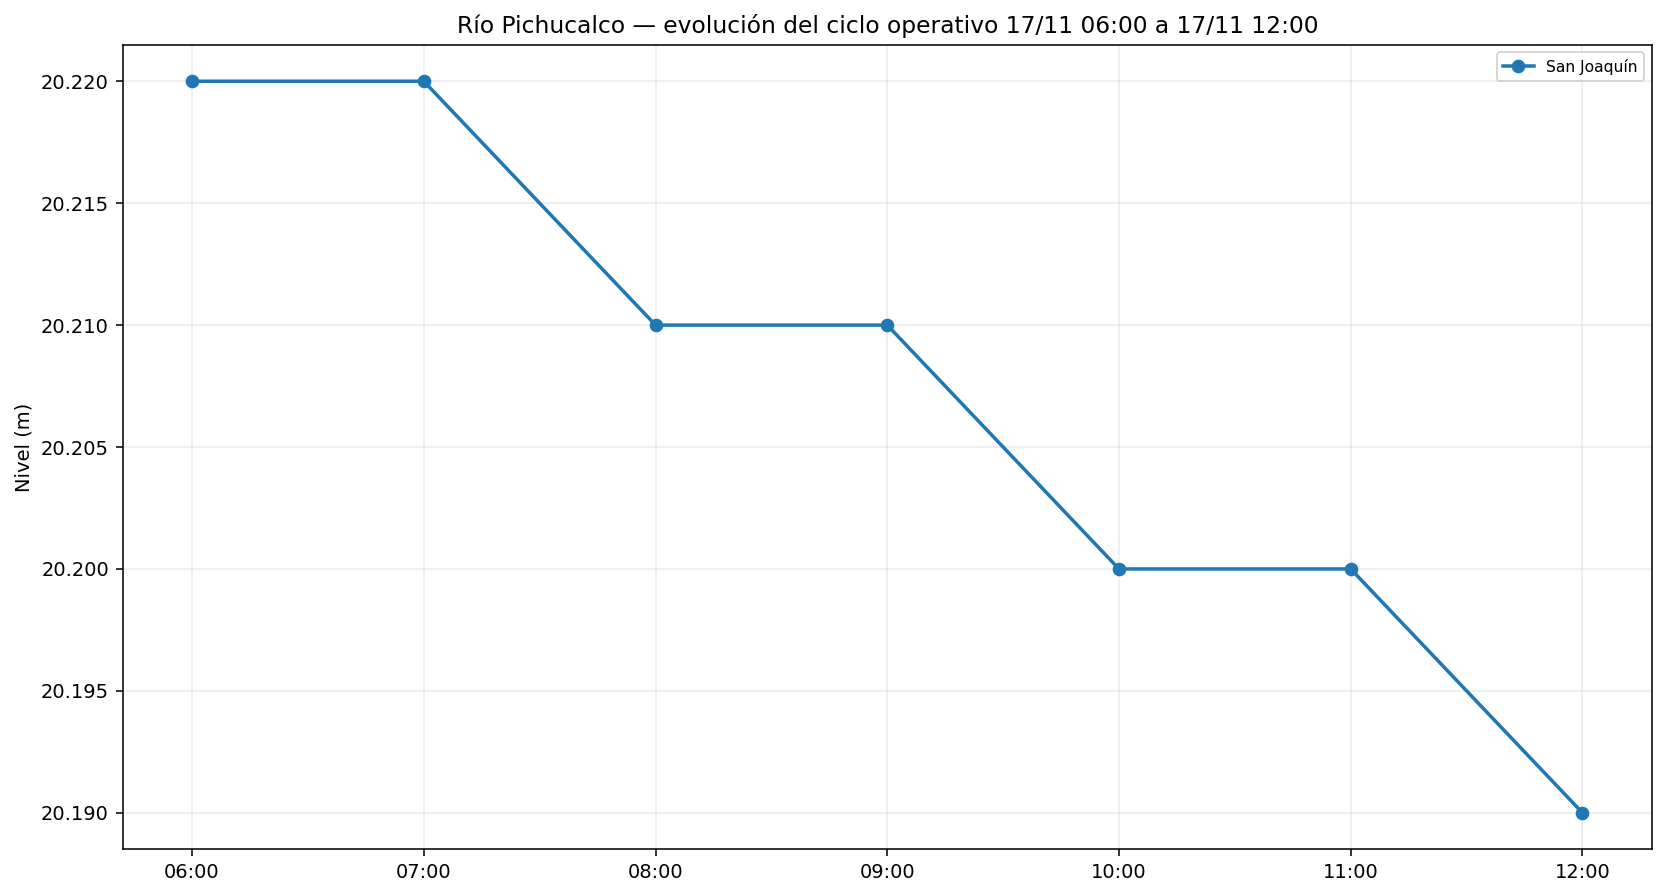 Río Pichucalco — evolución del ciclo operativo 17/11 06:00 a 17/11 12:00
San Joaquín
Nivel (m)
20.220
20.215
20.210
20.205
20.200
20.195
20.190
06:00 07:00 08:00 09:00 10:00 11:00 12:00